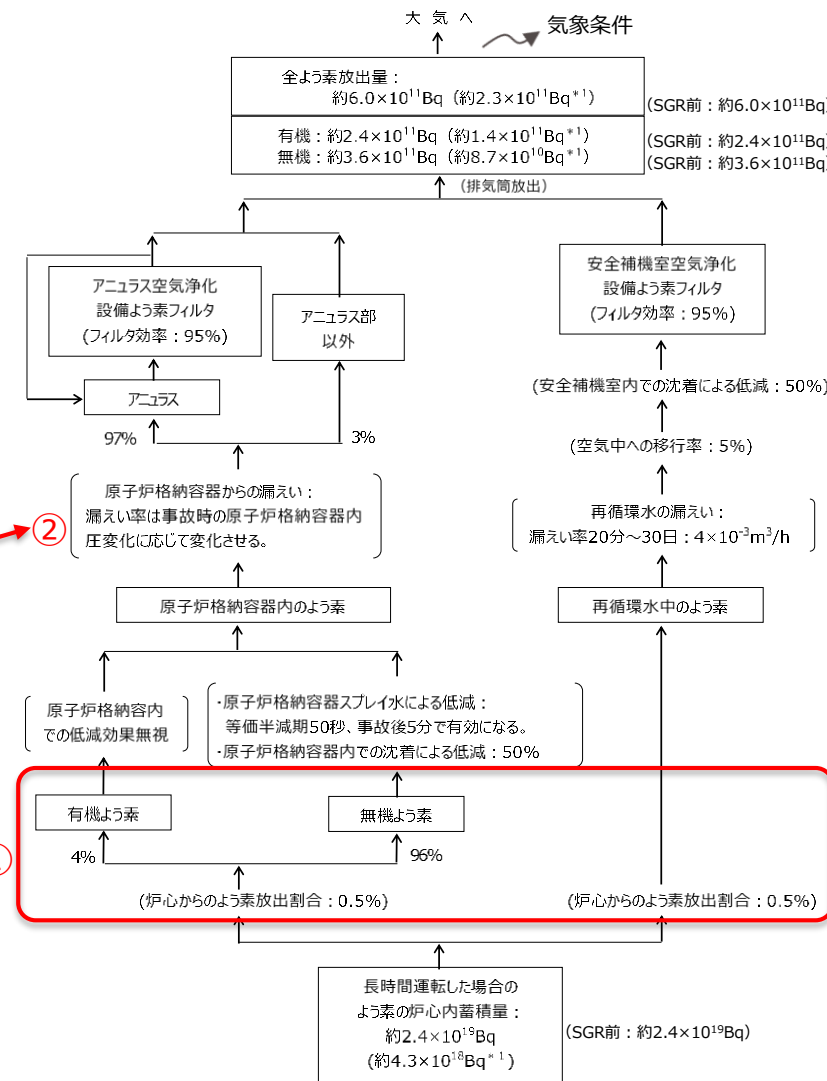 大 気 へ
気象条件
全よう素放出量：
約6.0×10¹¹Bq（約2.3×10¹¹Bq*¹）
(SGR前：約6.0×10¹¹Bq)
有機：約2.4×10¹¹Bq（約1.4×10¹¹Bq*¹）
(SGR前：約2.4×10¹¹Bq)
無機：約3.6×10¹¹Bq（約8.7×10¹⁰Bq*¹）
(SGR前：約3.6×10¹¹Bq)
(排気筒放出)
アニュラス空気浄化
設備よう素フィルタ
(フィルタ効率：95%)
アニュラス部
以外
安全補機室空気浄化
設備よう素フィルタ
(フィルタ効率：95%)
アニュラス
(安全補機室内での沈着による低減：50%)
97%
3%
(空気中への移行率：5%)
原子炉格納容器からの漏えい：
漏えい率は事故時の原子炉格納容器内
圧変化に応じて変化させる。
②
再循環水の漏えい：
漏えい率20分～30日：4×10⁻³m³/h
原子炉格納容器内のよう素
再循環水中のよう素
原子炉格納容内
での低減効果無視
・原子炉格納容器スプレイ水による低減：
等価半減期50秒、事故後5分で有効になる。
・原子炉格納容器内での沈着による低減：50%
有機よう素
無機よう素
4%
96%
(炉心からのよう素放出割合：0.5%)
(炉心からのよう素放出割合：0.5%)
長時間運転した場合の
よう素の炉心内蓄積量：
約2.4×10¹⁹Bq
(約4.3×10¹⁸Bq*¹)
(SGR前：約2.4×10¹⁹Bq)